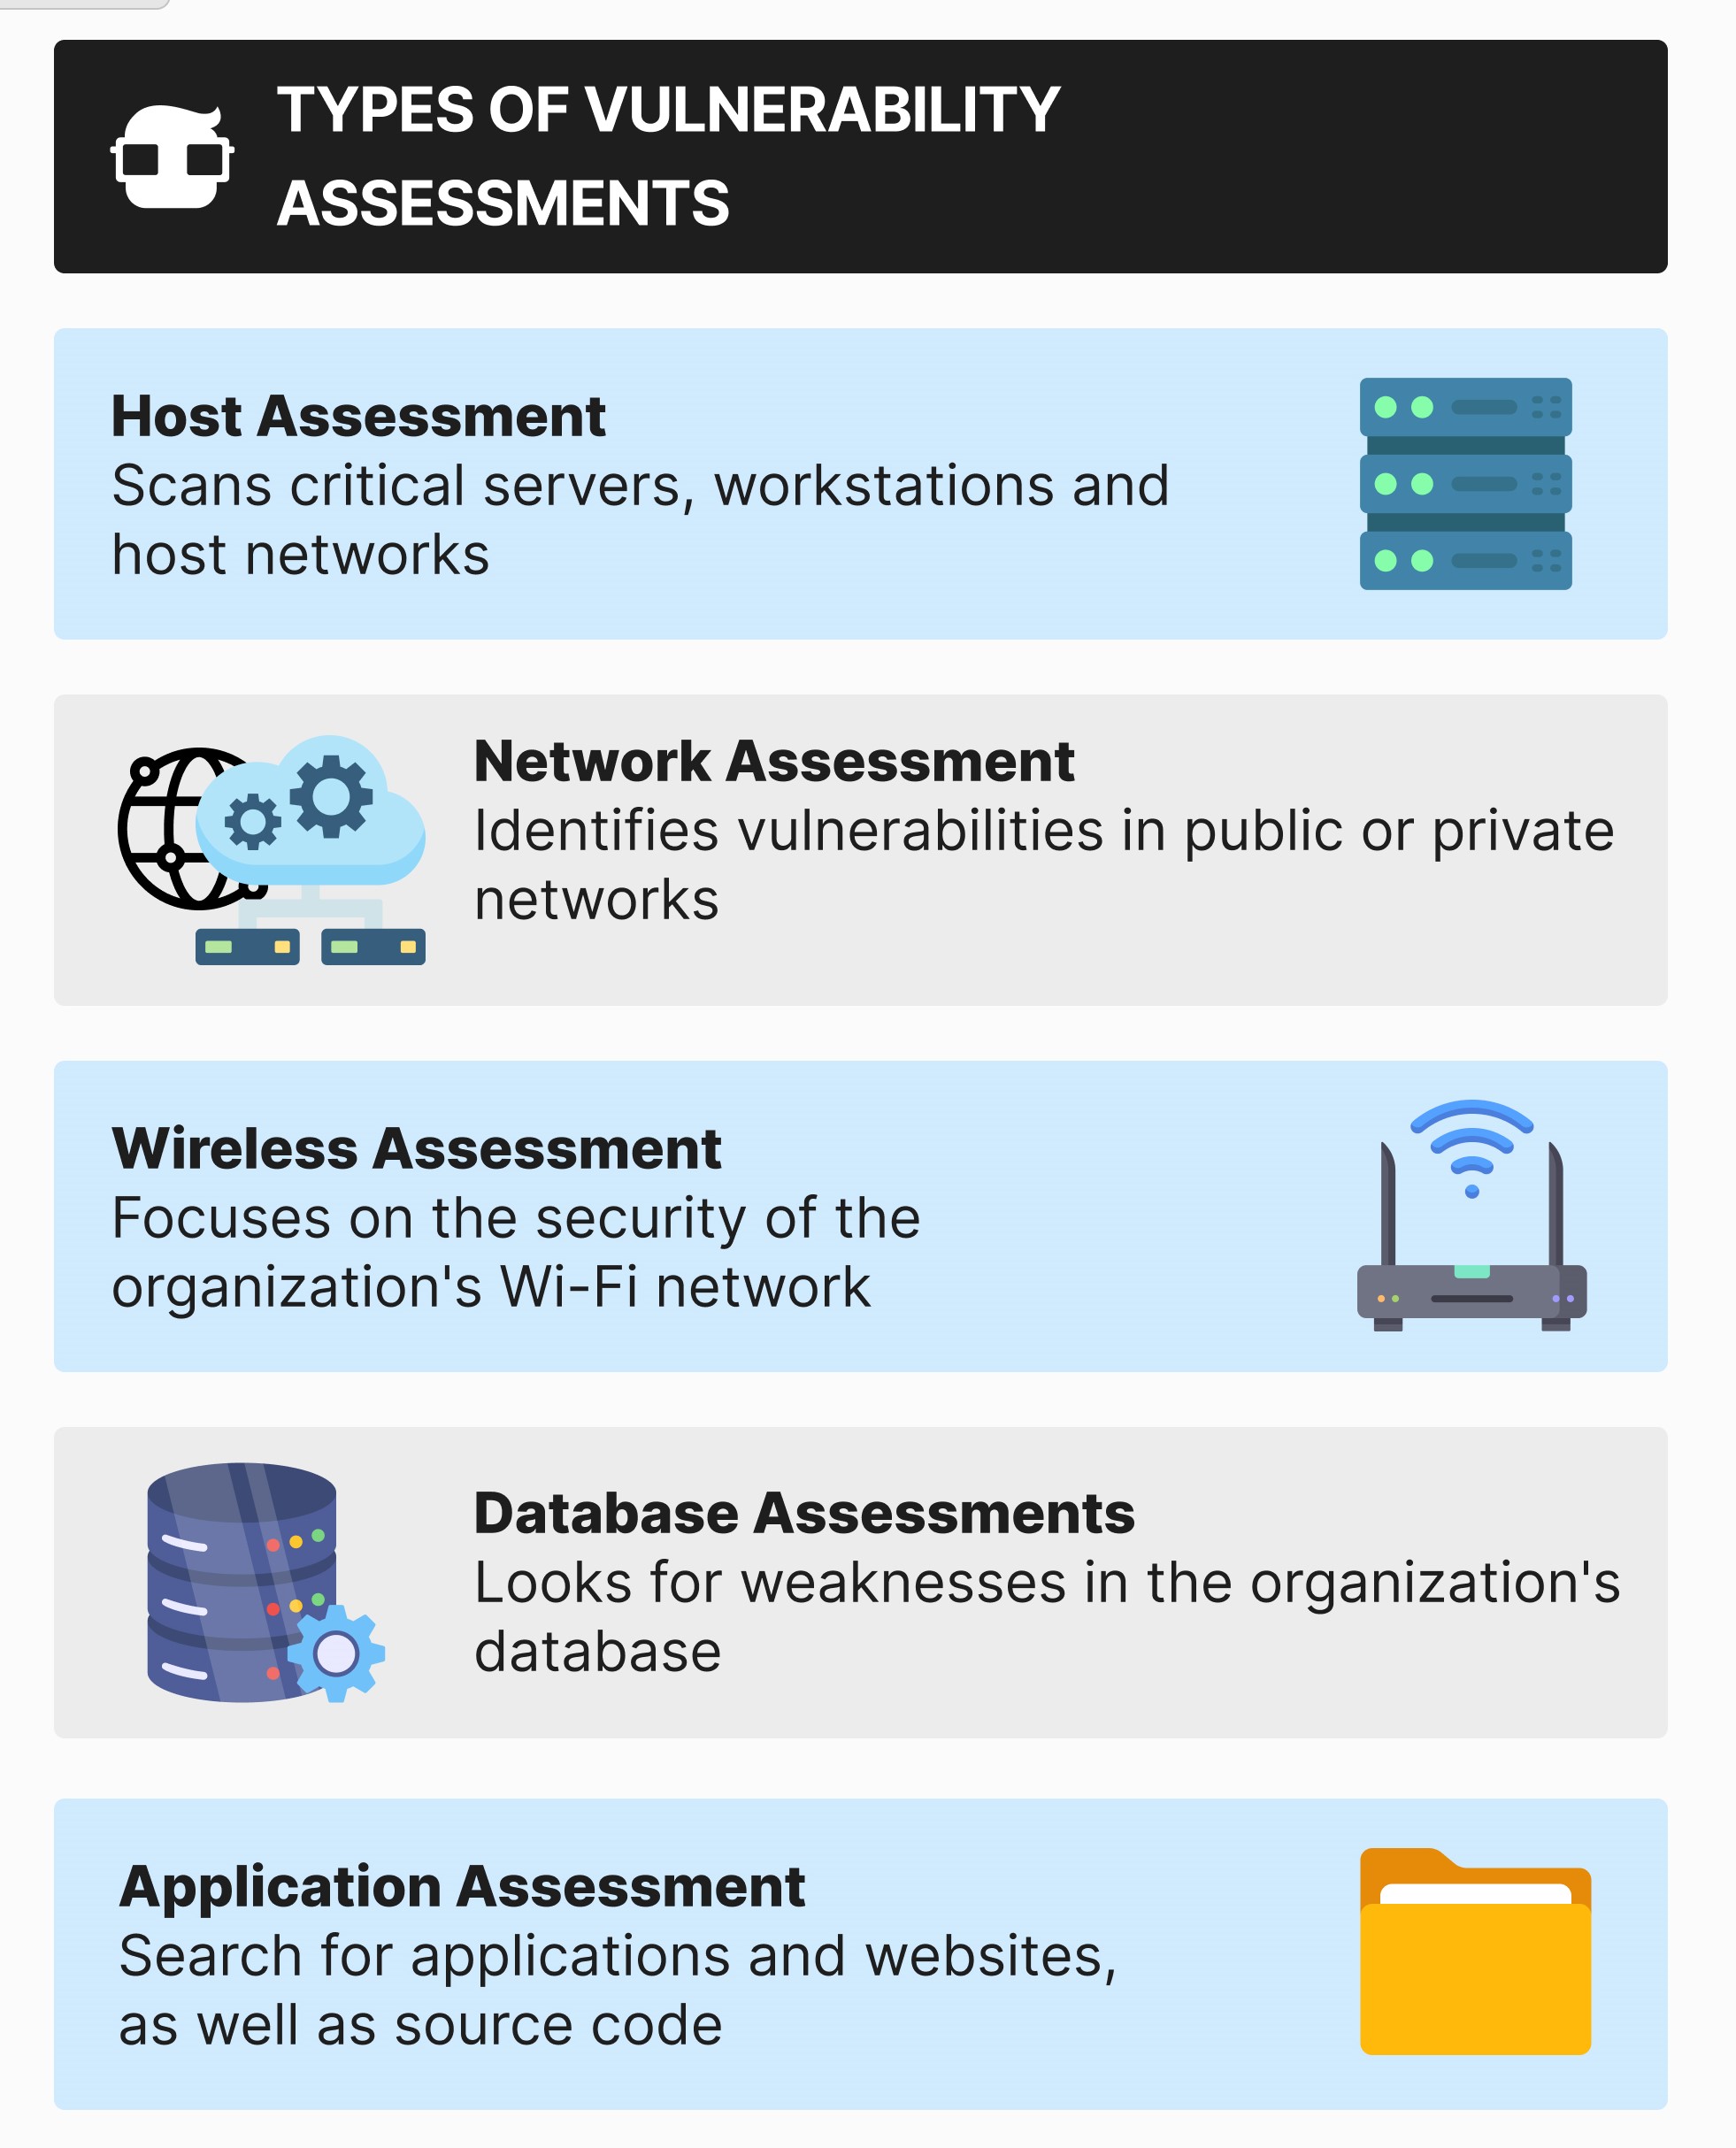 TYPES OF VULNERABILITY
ASSESSMENTS
Host Assessment
Scans critical servers, workstations and
host networks
Network Assessment
Identifies vulnerabilities in public or private
networks
Wireless Assessment
Focuses on the security of the
organization's Wi-Fi network
Database Assessments
Looks for weaknesses in the organization's
database
Application Assessment
Search for applications and websites,
as well as source code